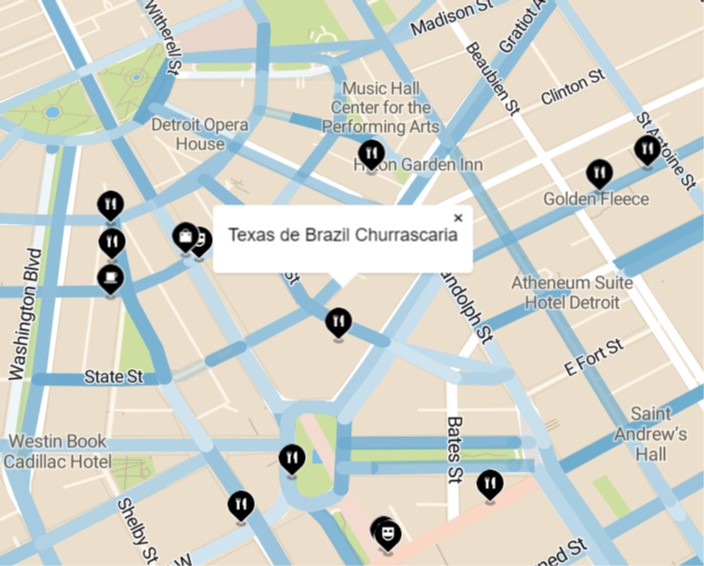 Madison St
Gratiot A
Witherell St
Beaubien St
Music Hall
Center for the
Performing Arts
Clinton St
Detroit Opera
House
St Antoine St
Garden Inn
Golden Fleece
×
Texas de Brazil Churrascaria
Washington Blvd
St
andolph St
Atheneum Suite
Hotel Detroit
State St
E Fort St
Westin Book
Cadillac Hotel
Bates St
Saint
Andrew's
Hall
Shelby St
W
ned St